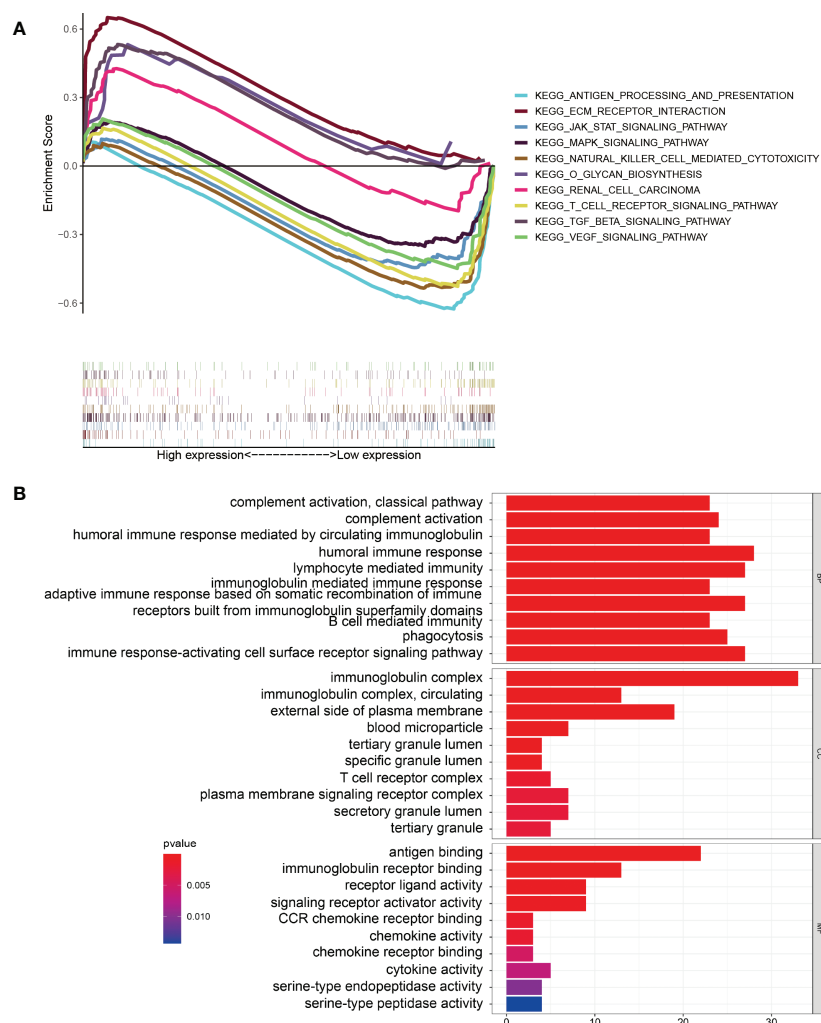 A
Enrichment Score
0.6
0.3
0.0
−0.3
−0.6
KEGG_ANTIGEN_PROCESSING_AND_PRESENTATION
KEGG_ECM_RECEPTOR_INTERACTION
KEGG_JAK_STAT_SIGNALING_PATHWAY
KEGG_MAPK_SIGNALING_PATHWAY
KEGG_NATURAL_KILLER_CELL_MEDIATED_CYTOTOXICITY
KEGG_O_GLYCAN_BIOSYNTHESIS
KEGG_RENAL_CELL_CARCINOMA
KEGG_T_CELL_RECEPTOR_SIGNALING_PATHWAY
KEGG_TGF_BETA_SIGNALING_PATHWAY
KEGG_VEGF_SIGNALING_PATHWAY
High expression<----------->Low expression
B
complement activation, classical pathway
complement activation
humoral immune response mediated by circulating immunoglobulin
humoral immune response
lymphocyte mediated immunity
immunoglobulin mediated immune response
adaptive immune response based on somatic recombination of immune
receptors built from immunoglobulin superfamily domains
B cell mediated immunity
phagocytosis
immune response-activating cell surface receptor signaling pathway
immunoglobulin complex
immunoglobulin complex, circulating
external side of plasma membrane
blood microparticle
tertiary granule lumen
specific granule lumen
T cell receptor complex
plasma membrane signaling receptor complex
secretory granule lumen
tertiary granule
antigen binding
immunoglobulin receptor binding
receptor ligand activity
signaling receptor activator activity
CCR chemokine receptor binding
chemokine activity
chemokine receptor binding
cytokine activity
serine-type endopeptidase activity
serine-type peptidase activity
pvalue
0.005
0.010
0
10
20
30